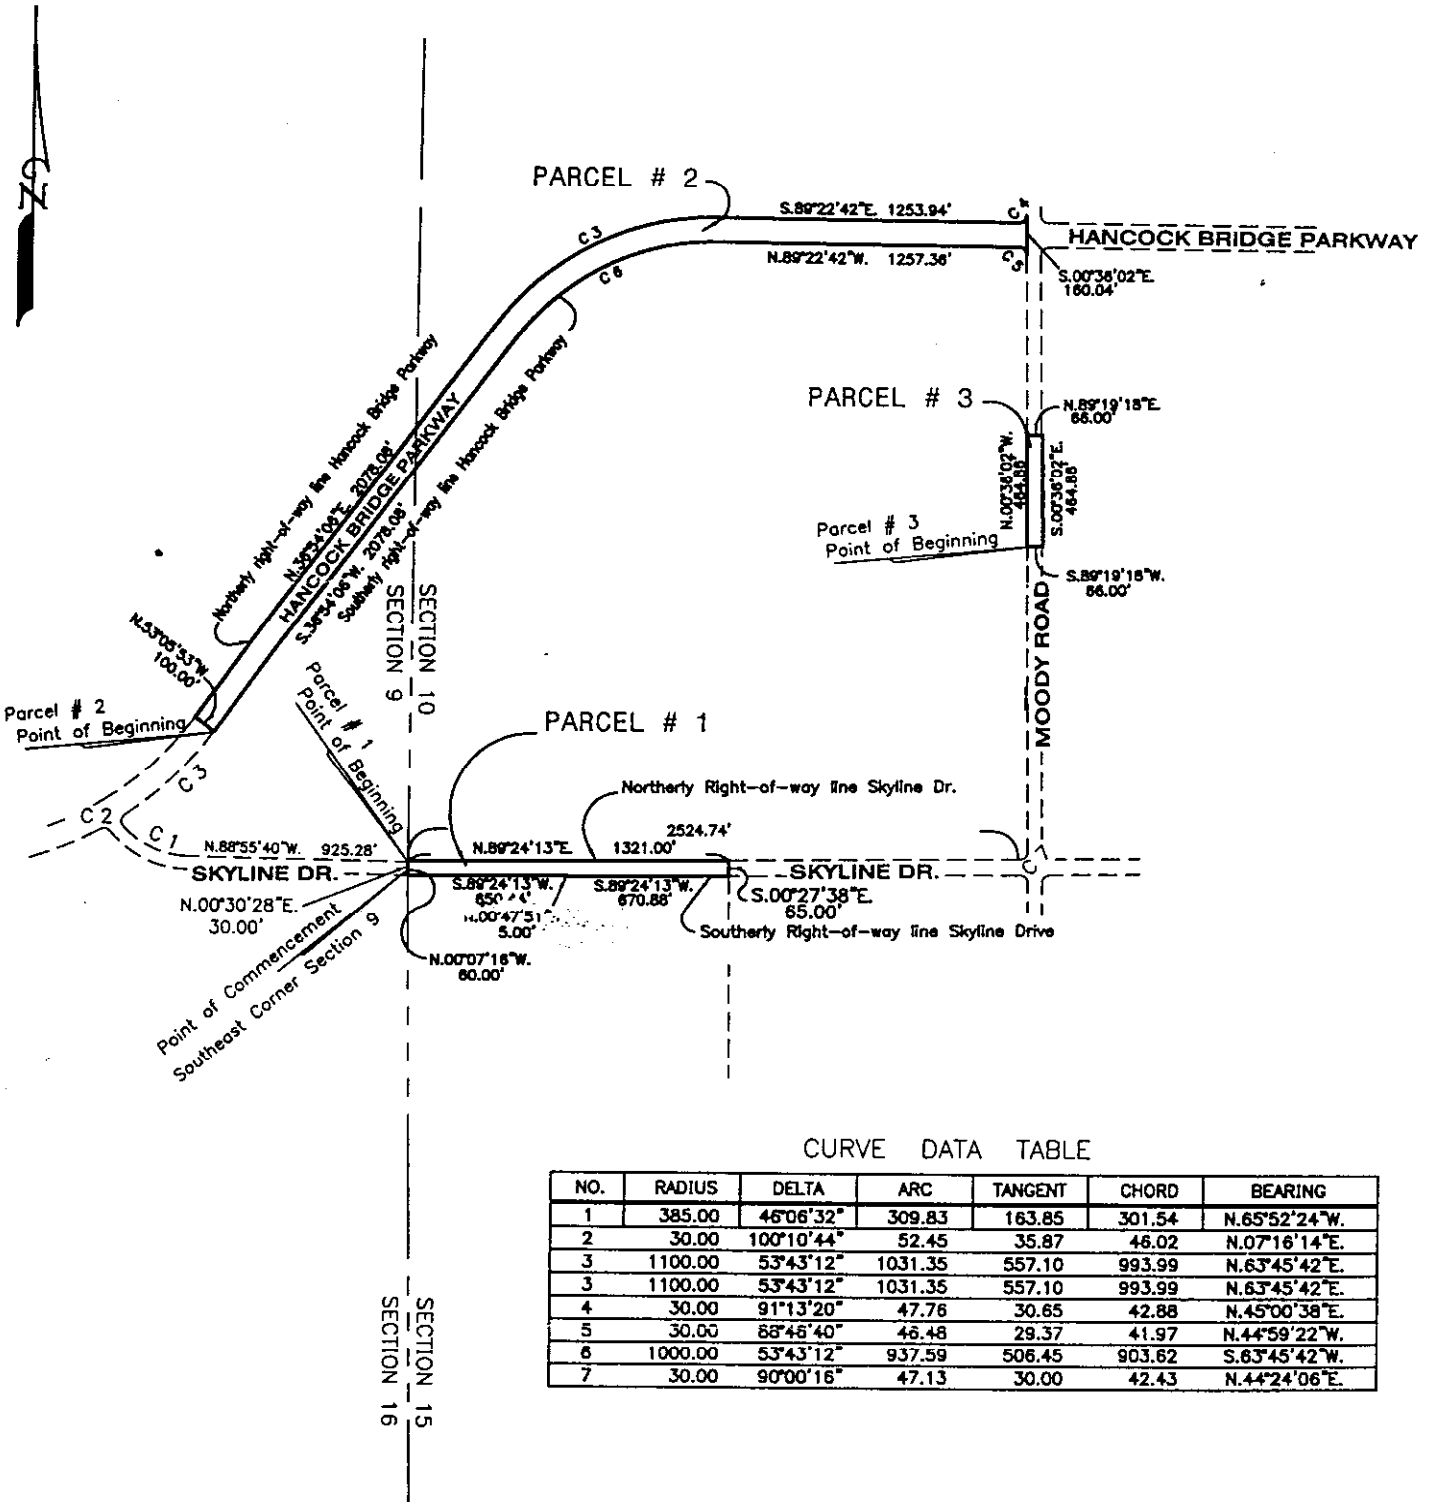 N
PARCEL # 2
S.89°22'42"E. 1253.94'
C 4
C 3
HANCOCK BRIDGE PARKWAY
N.89°22'42"W. 1257.36'
C 5
C 6
S.00°36'02"E.
160.04'
Northerly right-of-way line Hancock Bridge Parkway
N.36°54'06"E. 2078.08'
HANCOCK BRIDGE PARKWAY
S.36°54'06"W. 2078.08'
Southerly right-of-way line Hancock Bridge Parkway
PARCEL # 3
N.89°19'18"E.
66.00'
N.00°36'02"W.
464.88
S.00°36'02"E.
464.88
Parcel # 3
Point of Beginning
S.89°19'18"W.
66.00'
MOODY ROAD
SECTION 10
SECTION 9
N.53°05'53"W.
100.00'
Parcel # 2
Point of Beginning
Parcel # 1
Point of Beginning
PARCEL # 1
C 3
C 2
C 1
Northerly Right-of-way line Skyline Dr.
2524.74'
N.88°55'40"W. 925.28'
N.89°24'13"E. 1321.00'
SKYLINE DR.
SKYLINE DR.
C 7
S.89°24'13"W.
S.89°24'13"W.
670.88'
N.00°30'28"E.
30.00'
N.00°47'51"
5.00'
S.00°27'38"E.
65.00'
Southerly Right-of-way line Skyline Drive
N.00°07'16"W.
60.00'
Point of Commencement
Southeast Corner Section 9
SECTION 15
SECTION 16
CURVE DATA TABLE
NO. RADIUS DELTA ARC TANGENT CHORD BEARING
1 385.00 46°06'32" 309.83 163.85 301.54 N.65°52'24"W.
2 30.00 100°10'44" 52.45 35.87 46.02 N.07°16'14"E.
3 1100.00 53°43'12" 1031.35 557.10 993.99 N.63°45'42"E.
3 1100.00 53°43'12" 1031.35 557.10 993.99 N.63°45'42"E.
4 30.00 91°13'20" 47.76 30.65 42.88 N.45°00'38"E.
5 30.00 88°46'40" 46.48 29.37 41.97 N.44°59'22"W.
6 1000.00 53°43'12" 937.59 506.45 903.62 S.63°45'42"W.
7 30.00 90°00'16" 47.13 30.00 42.43 N.44°24'06"E.